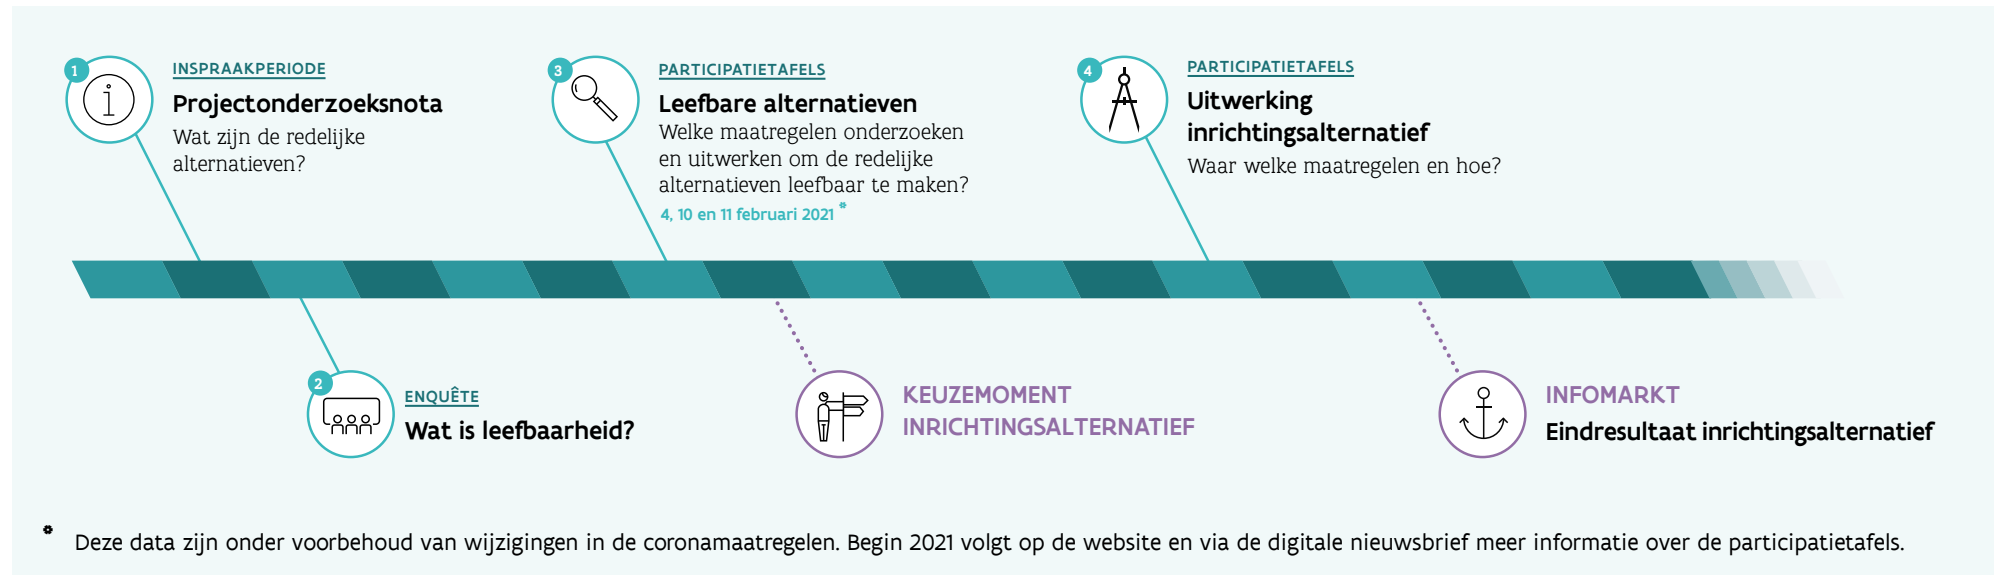 1
INSPRAAKPERIODE
Projectonderzoeksnota
Wat zijn de redelijke
alternatieven?
3
PARTICIPATIETAFELS
Leefbare alternatieven
Welke maatregelen onderzoeken
en uitwerken om de redelijke
alternatieven leefbaar te maken?
4, 10 en 11 februari 2021 *
4
PARTICIPATIETAFELS
Uitwerking
inrichtingsalternatief
Waar welke maatregelen en hoe?
2
ENQUÊTE
Wat is leefbaarheid?
KEUZEMOMENT
INRICHTINGSALTERNATIEF
INFOMARKT
Eindresultaat inrichtingsalternatief
* Deze data zijn onder voorbehoud van wijzigingen in de coronamaatregelen. Begin 2021 volgt op de website en via de digitale nieuwsbrief meer informatie over de participatietafels.